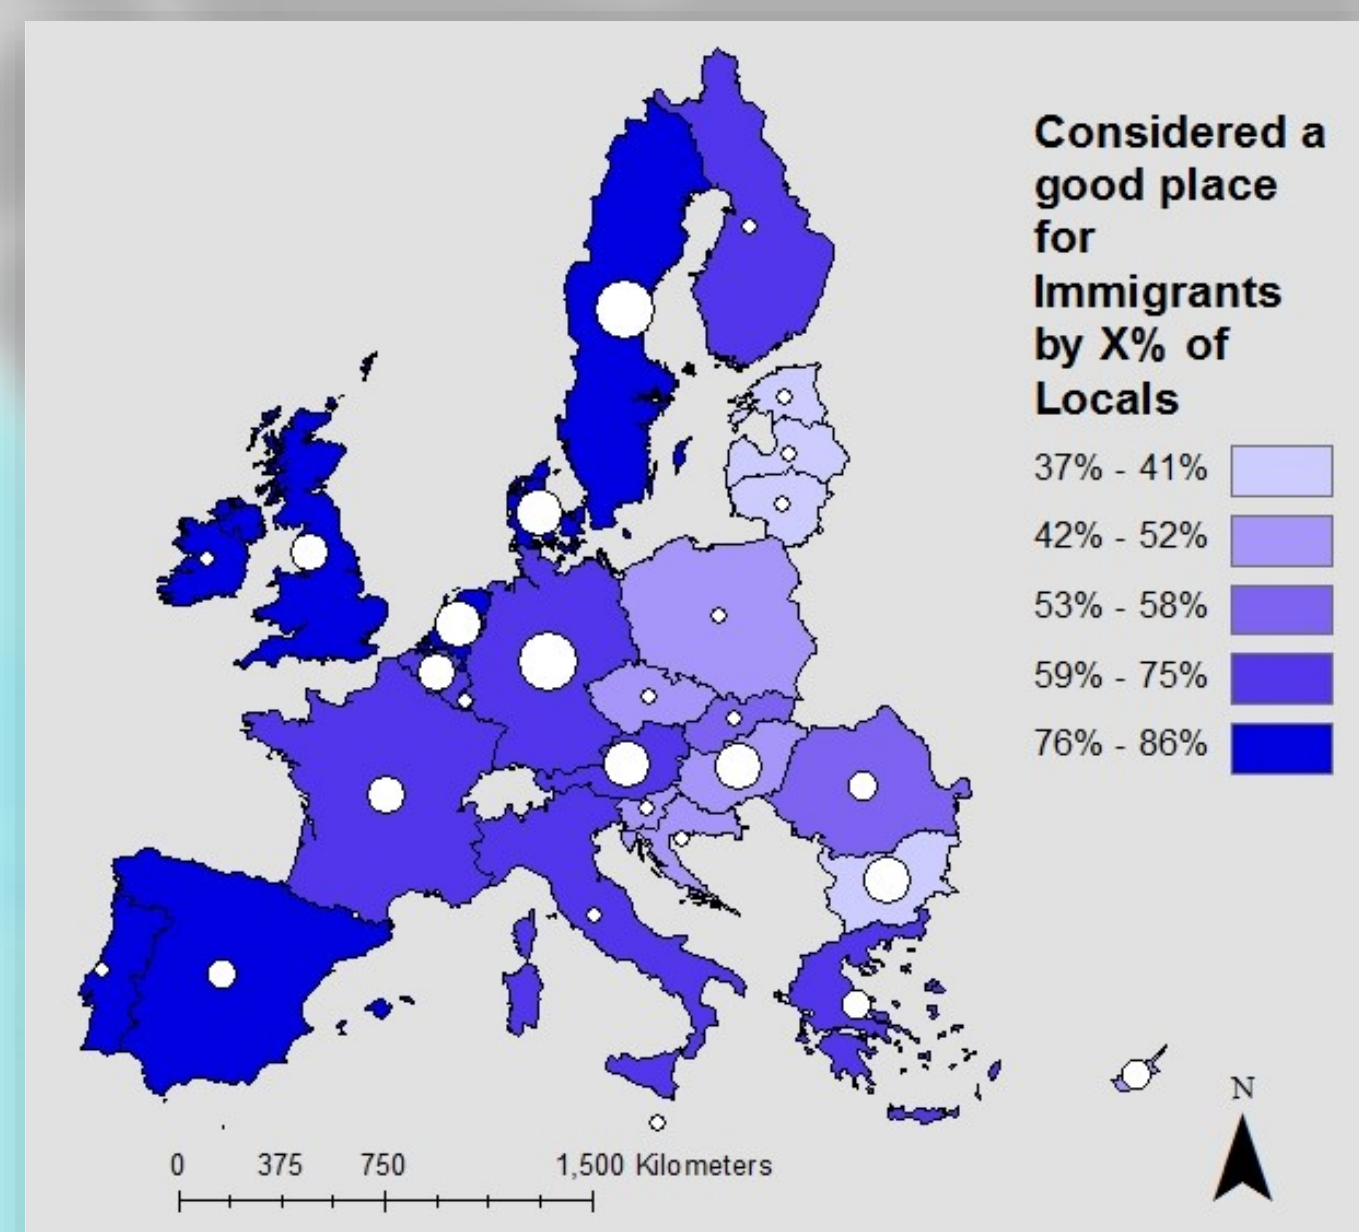 Considered a
good place
for
Immigrants
by X% of
Locals
37% - 41%
42% - 52%
53% - 58%
59% - 75%
76% - 86%
N
0 375 750 1,500 Kilometers